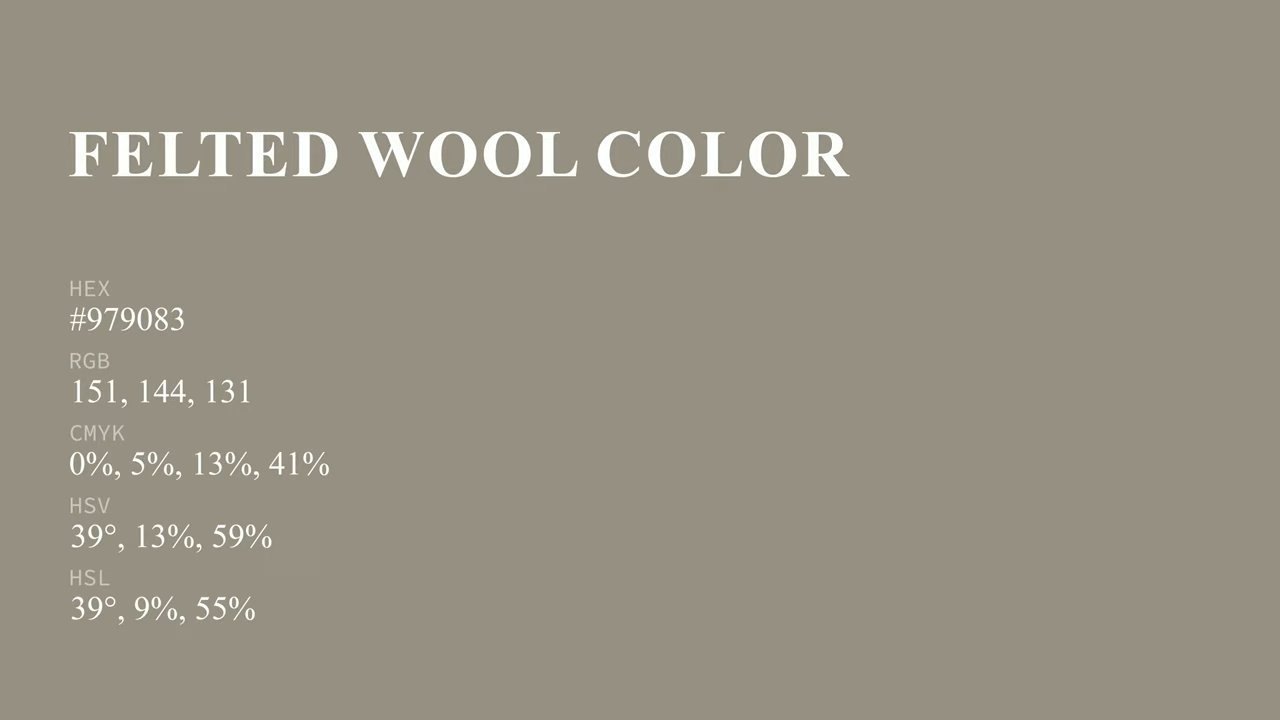 FELTED WOOL COLOR
HEX
#979083
RGB
151, 144, 131
CMYK
0%, 5%, 13%, 41%
HSV
39°, 13%, 59%
HSL
39°, 9%, 55%